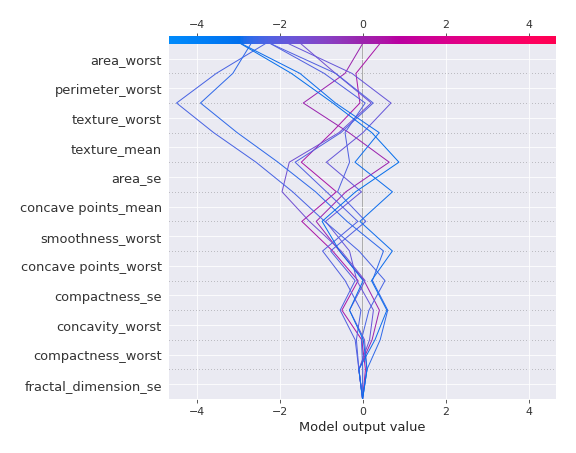 −4 −2 0 2 4
area_worst
perimeter_worst
texture_worst
texture_mean
area_se
concave points_mean
smoothness_worst
concave points_worst
compactness_se
concavity_worst
compactness_worst
fractal_dimension_se
−4 −2 0 2 4
Model output value